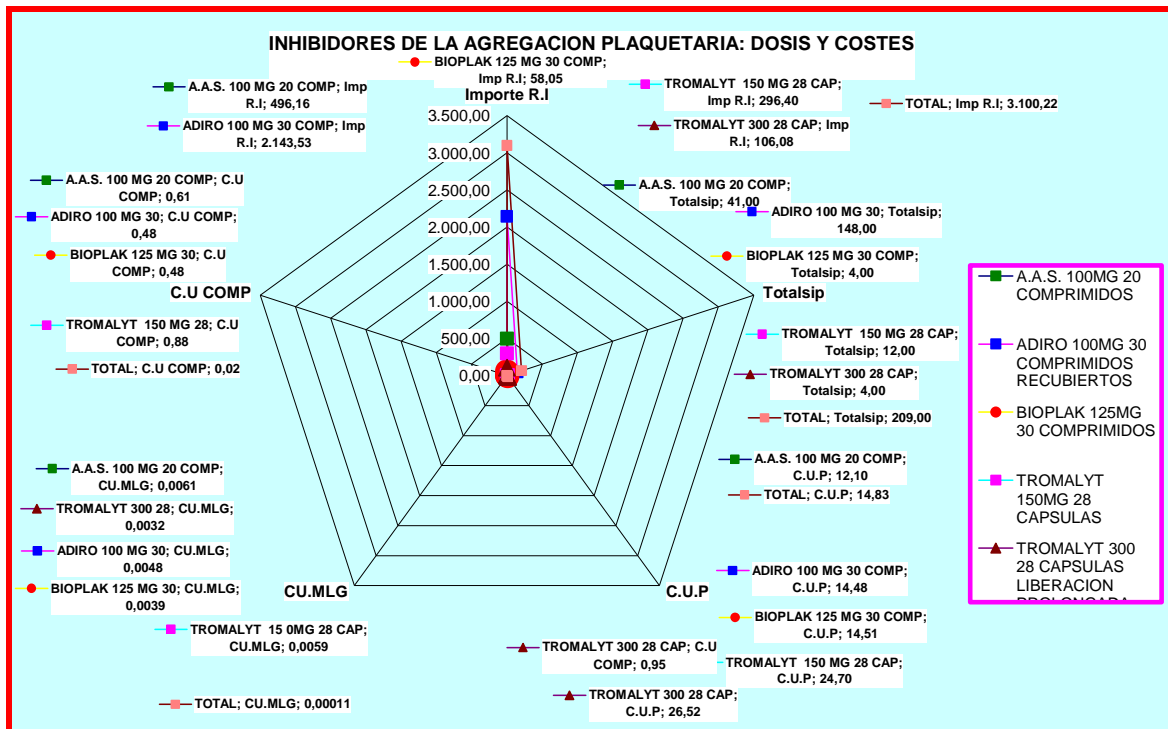 INHIBIDORES DE LA AGREGACION PLAQUETARIA: DOSIS Y COSTES
BIOPLAK 125 MG 30 COMP;
Imp R.I; 58,05
Importe R.I
A.A.S. 100 MG 20 COMP; Imp
R.I; 496,16
ADIRO 100 MG 30 COMP; Imp
R.I; 2.143,53
TROMALYT 150 MG 28 CAP;
Imp R.I; 296,40
TOTAL; Imp R.I; 3.100,22
TROMALYT 300 28 CAP; Imp
R.I; 106,08
3.500,00
3.000,00
2.500,00
2.000,00
1.500,00
1.000,00
500,00
0,00
A.A.S. 100 MG 20 COMP; C.U
COMP; 0,61
ADIRO 100 MG 30; C.U COMP;
0,48
BIOPLAK 125 MG 30; C.U
COMP; 0,48
C.U COMP
TROMALYT 150 MG 28; C.U
COMP; 0,88
TOTAL; C.U COMP; 0,02
A.A.S. 100 MG 20 COMP;
Totalsip; 41,00
ADIRO 100 MG 30; Totalsip;
148,00
BIOPLAK 125 MG 30 COMP;
Totalsip; 4,00
Totalsip
TROMALYT 150 MG 28 CAP;
Totalsip; 12,00
TROMALYT 300 28 CAP;
Totalsip; 4,00
TOTAL; Totalsip; 209,00
A.A.S. 100 MG 20 COMP;
C.U.P; 12,10
TOTAL; C.U.P; 14,83
A.A.S. 100 MG 20 COMP;
CU.MLG; 0,0061
TROMALYT 300 28; CU.MLG;
0,0032
ADIRO 100 MG 30; CU.MLG;
0,0048
BIOPLAK 125 MG 30; CU.MLG;
0,0039
CU.MLG
C.U.P
TROMALYT 15 0MG 28 CAP;
CU.MLG; 0,0059
TOTAL; CU.MLG; 0,00011
ADIRO 100 MG 30 COMP;
C.U.P; 14,48
BIOPLAK 125 MG 30 COMP;
C.U.P; 14,51
TROMALYT 300 28 CAP; C.U
COMP; 0,95
TROMALYT 150 MG 28 CAP;
C.U.P; 24,70
TROMALYT 300 28 CAP;
C.U.P; 26,52
A.A.S. 100MG 20
COMPRIMIDOS
ADIRO 100MG 30
COMPRIMIDOS
RECUBIERTOS
BIOPLAK 125MG
30 COMPRIMIDOS
TROMALYT
150MG 28
CAPSULAS
TROMALYT 300
28 CAPSULAS
LIBERACION
PROLONGADA